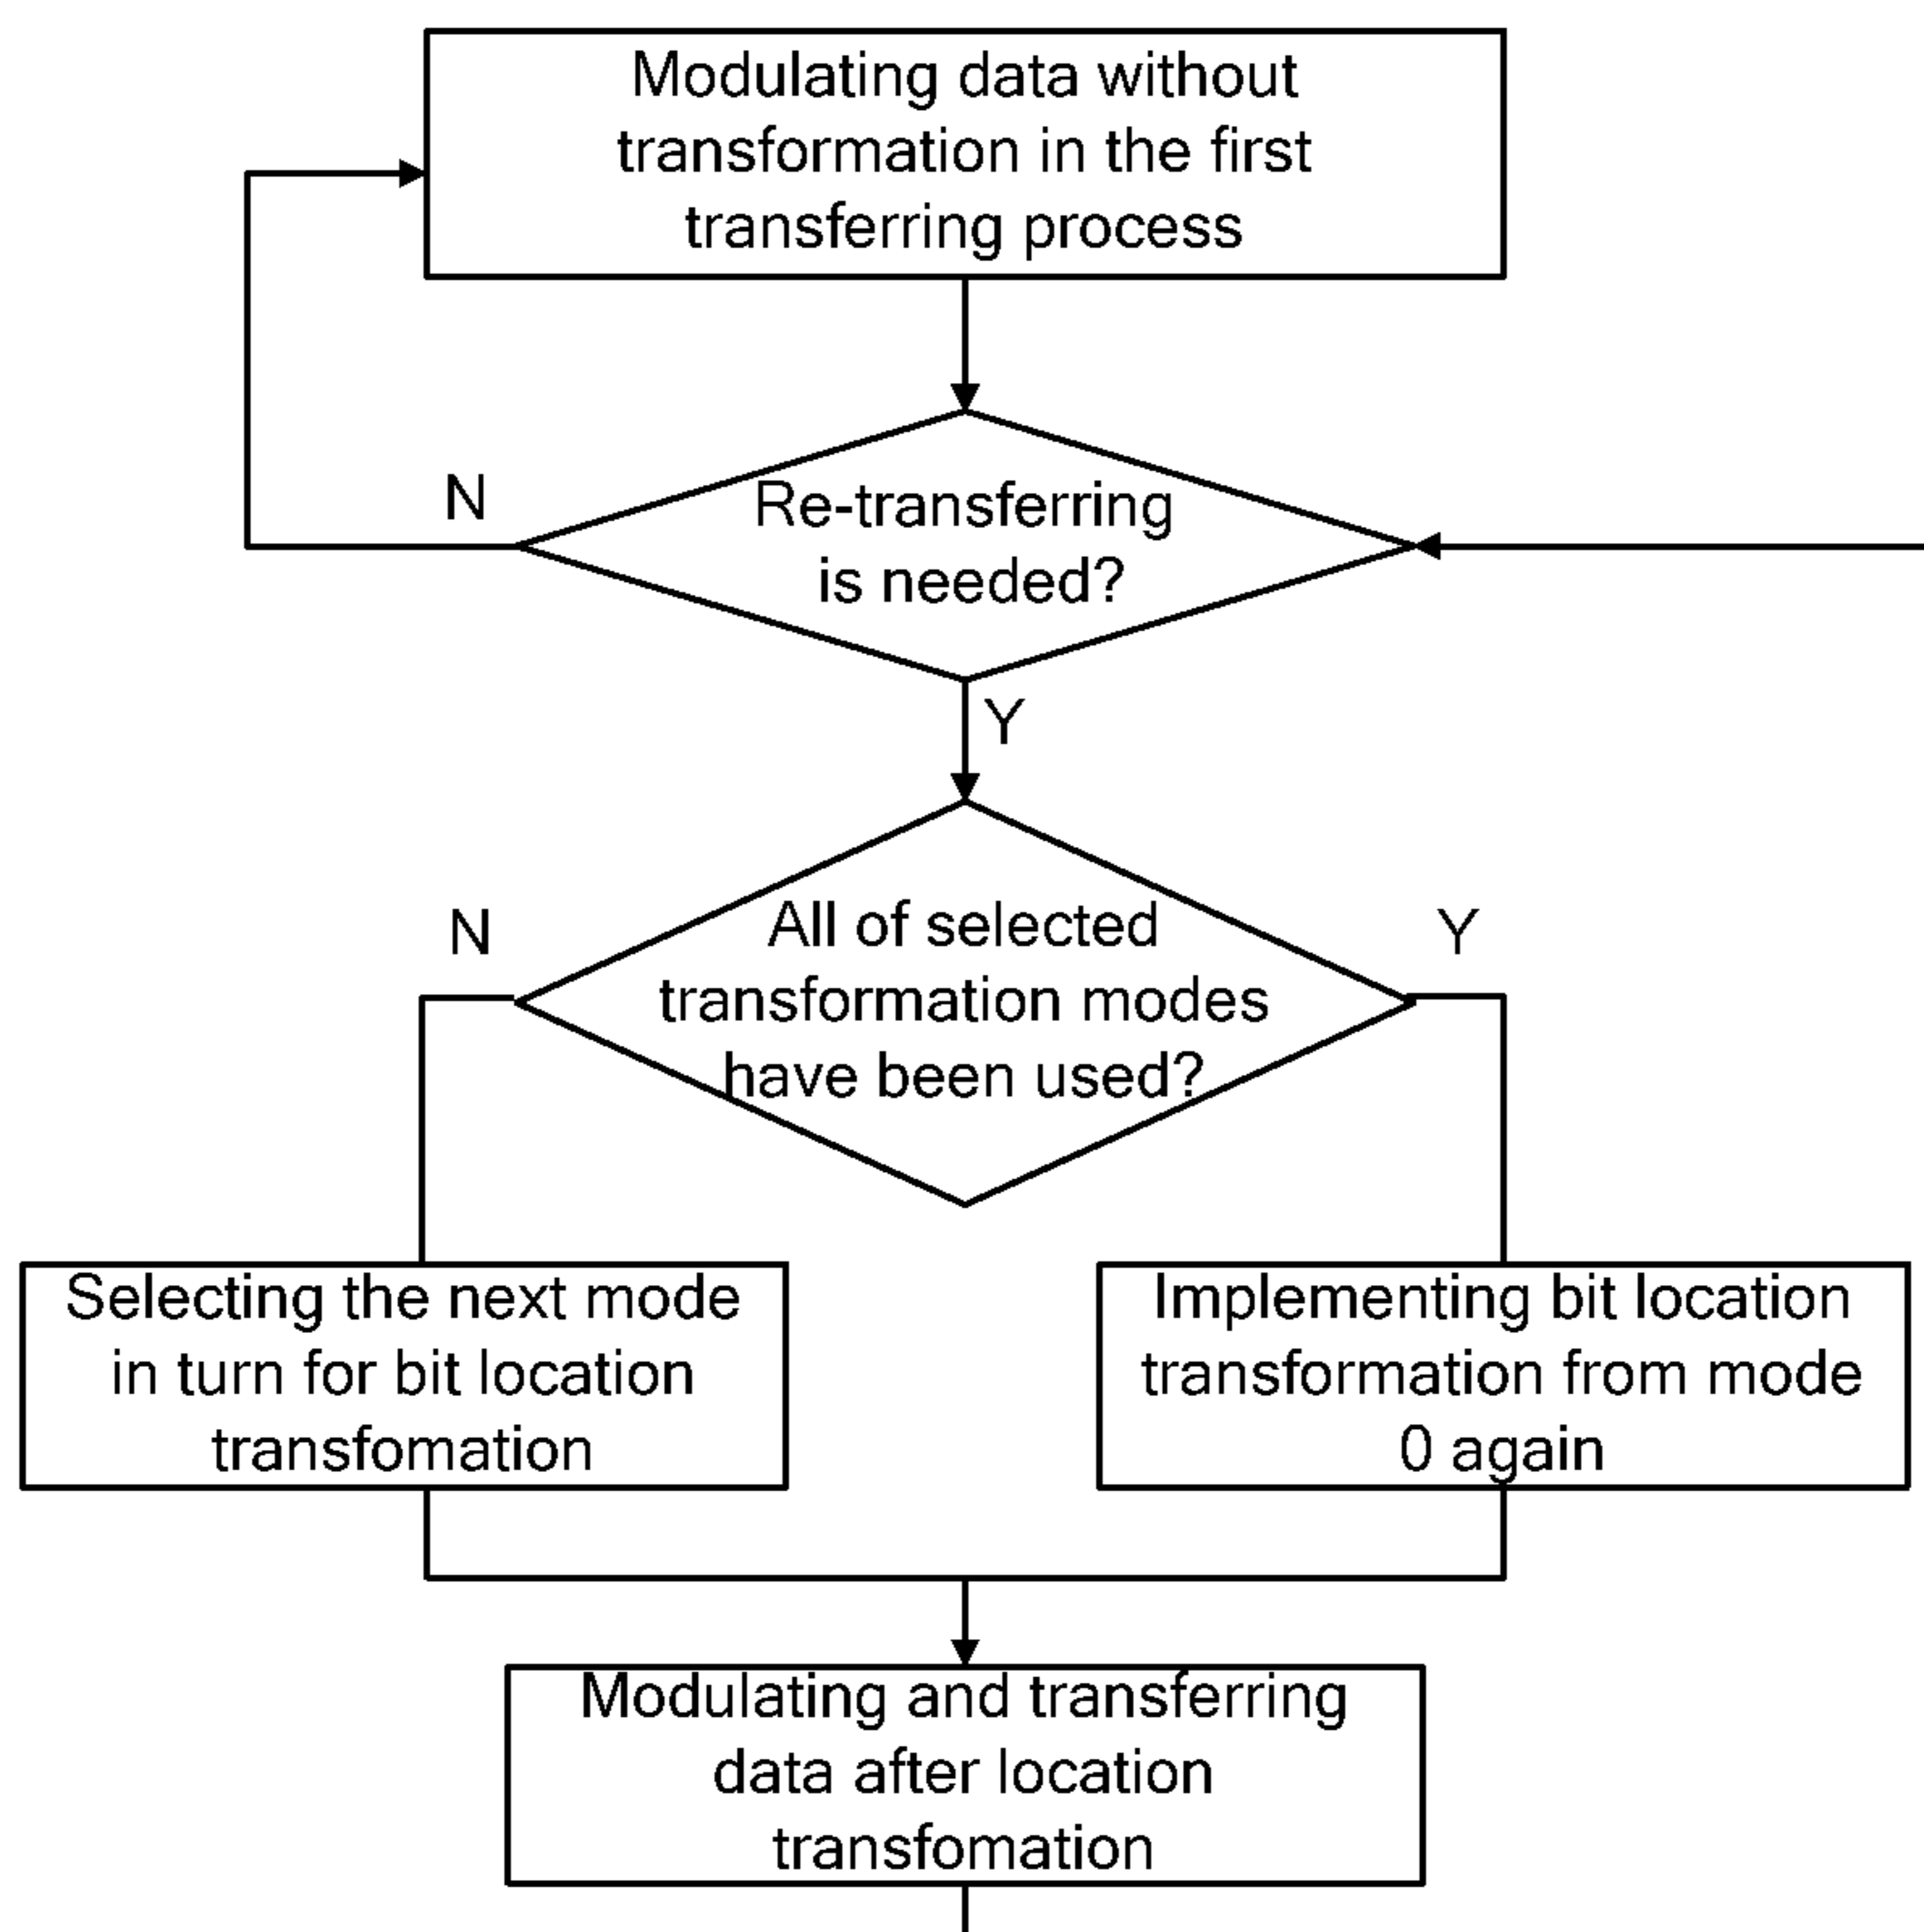 Modulating data without
transformation in the first
transferring process
N
Re-transferring
is needed?
Y
N
All of selected
transformation modes
have been used?
Y
Selecting the next mode
in turn for bit location
transfomation
Implementing bit location
transformation from mode
0 again
Modulating and transferring
data after location
transfomation